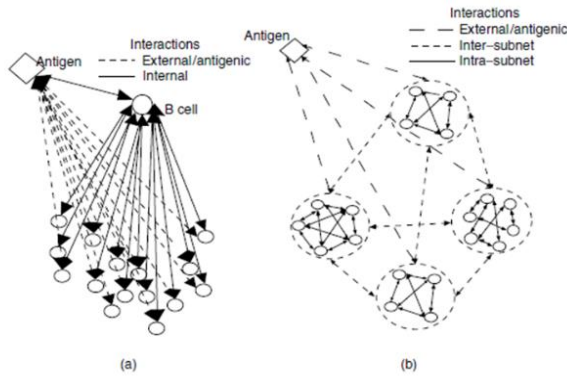 Interactions
Antigen
External/antigenic
Internal
B cell
(a)
Interactions
External/antigenic
Inter-subnet
Intra-subnet
Antigen
(b)